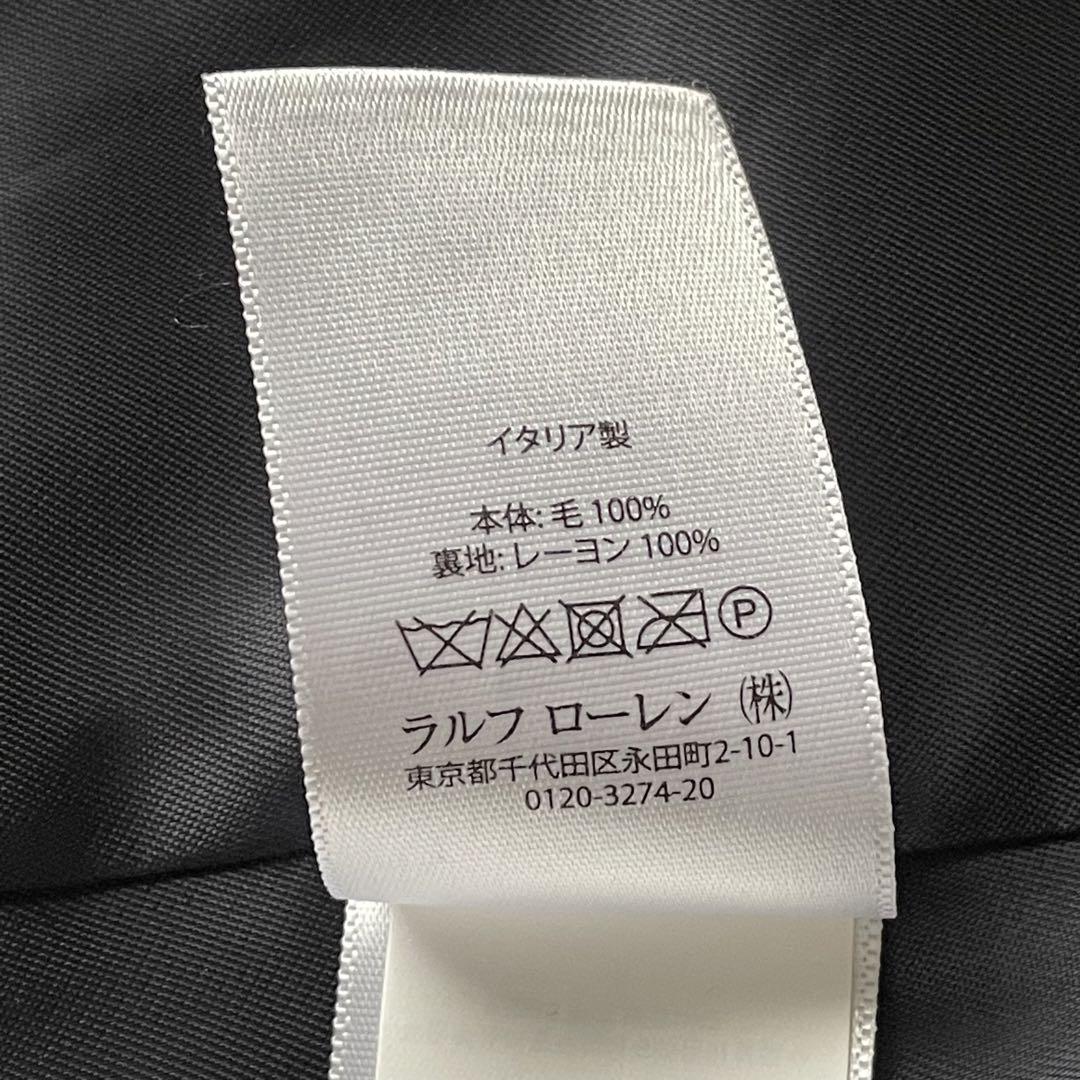 イタリア製
本体: 毛 100%
裏地: レーヨン 100%
P
ラルフ ローレン ㈱
東京都千代田区永田町2-10-1
0120-3274-20